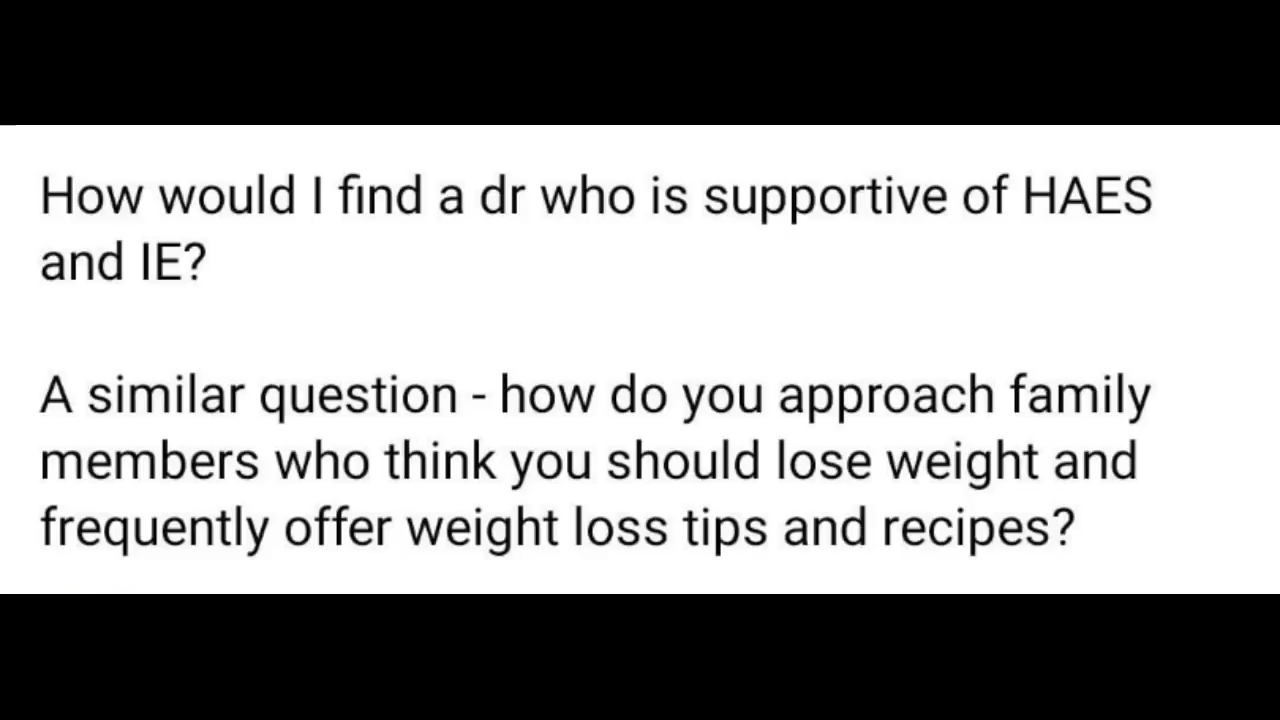 How would I find a dr who is supportive of HAES
and IE?
A similar question - how do you approach family
members who think you should lose weight and
frequently offer weight loss tips and recipes?